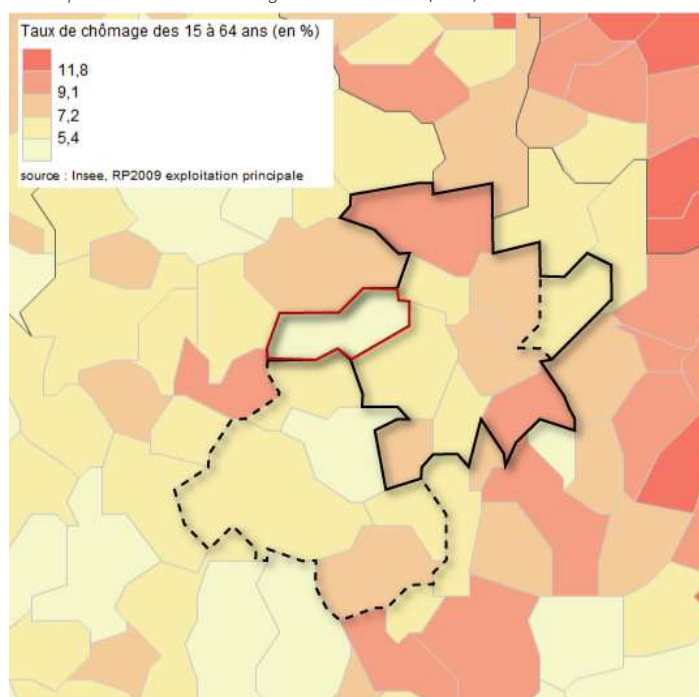 Taux de chômage des 15 à 64 ans (en %)
11,8
9,1
7,2
5,4
source : Insee, RP2009 exploitation principale